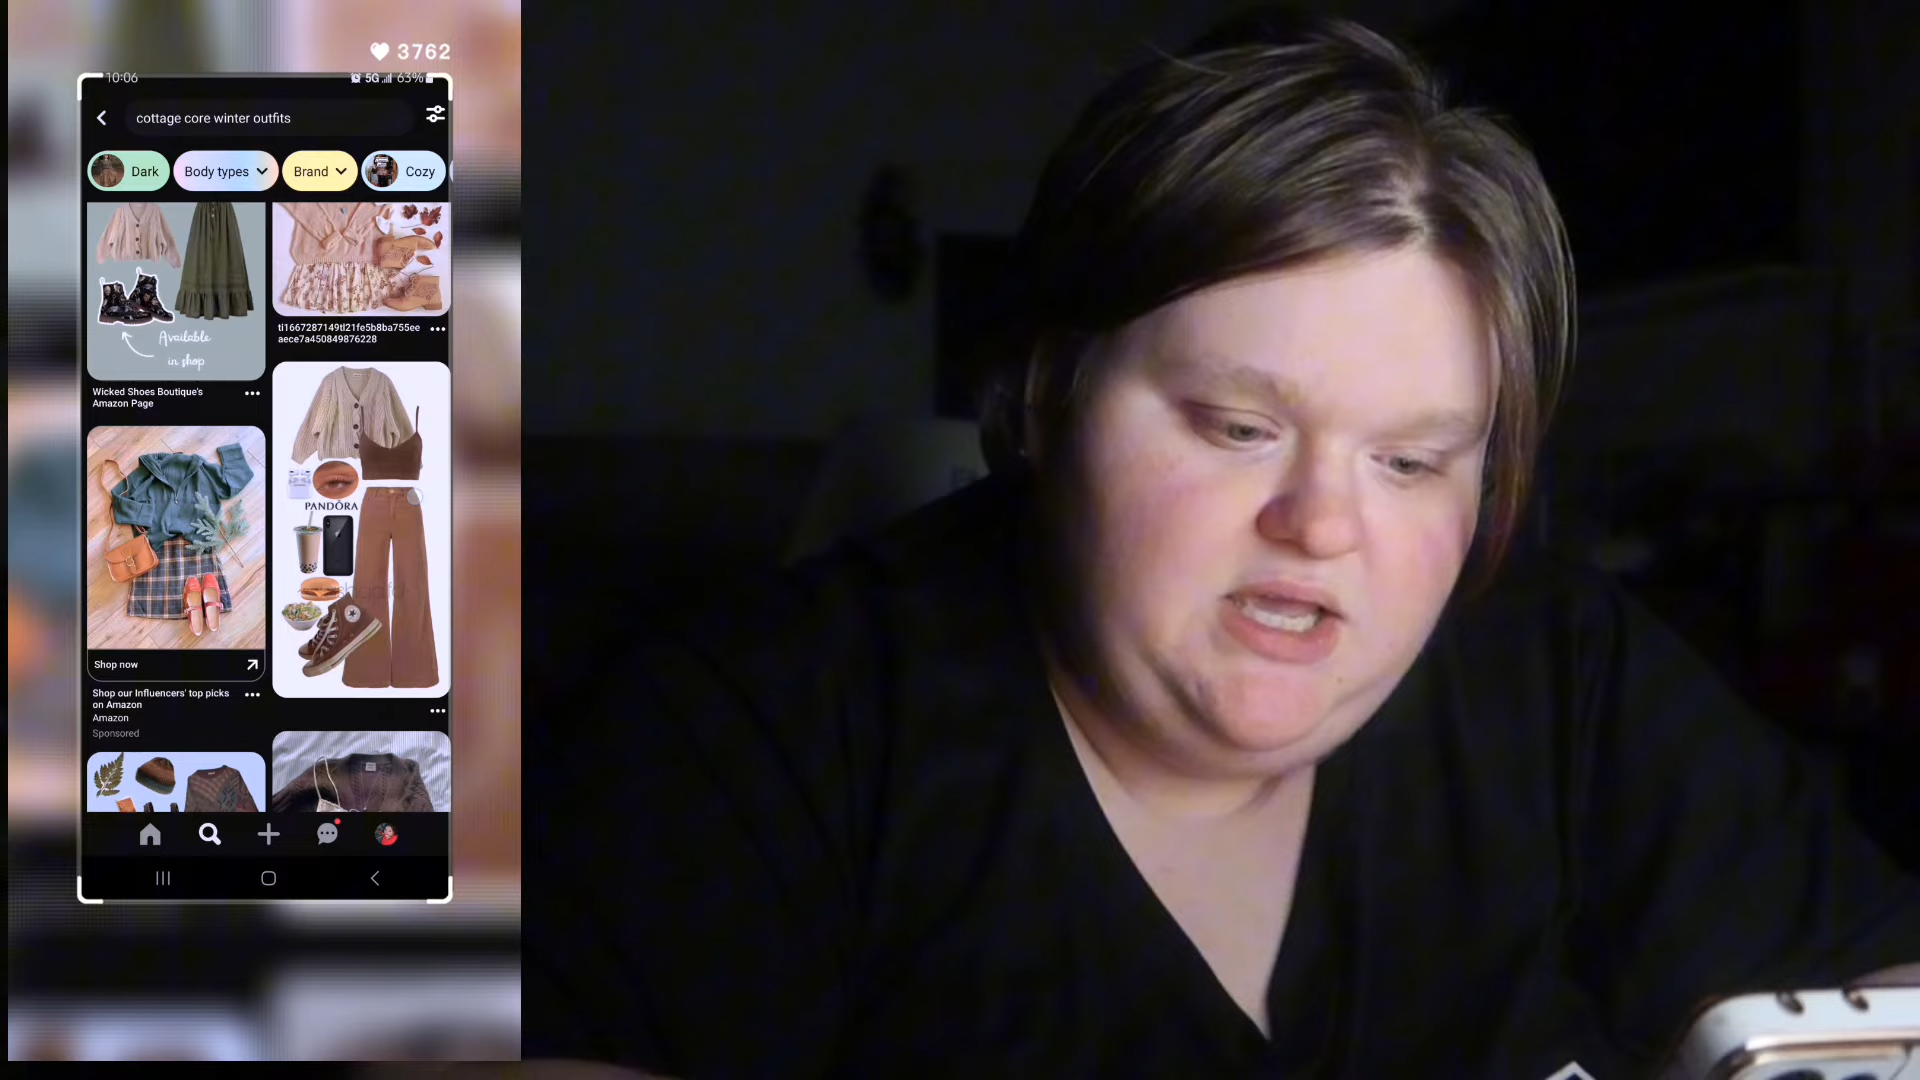 3762
10:06
5G 63%
cottage core winter outfits
Dark
Body types
Brand
Cozy
Available
in shop
ti1667287149tl21fe5b8ba755ee
aece7a450849876228
Wicked Shoes Boutique's
Amazon Page
PANDÖRA
Shop now
Shop our Influencers' top picks
on Amazon
Amazon
Sponsored